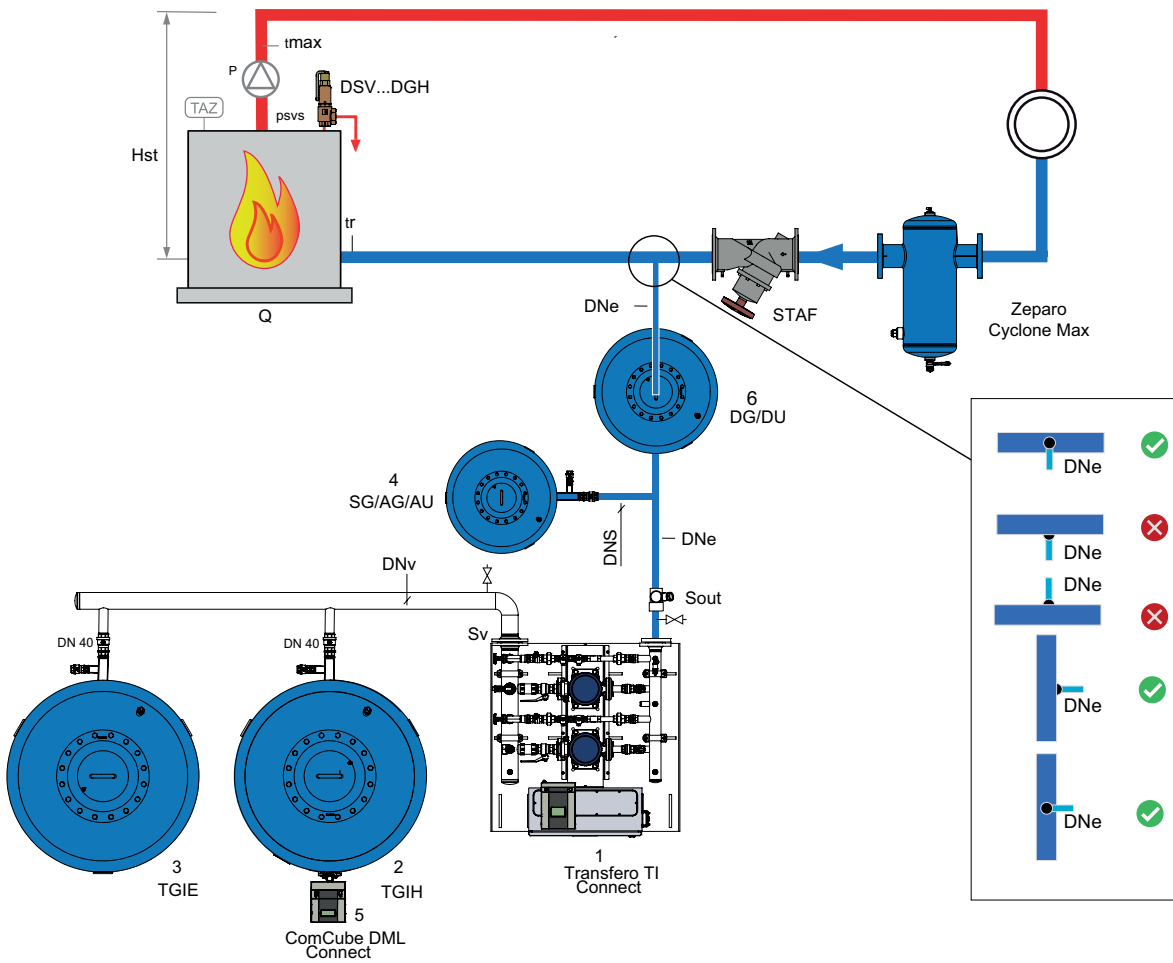 tmax
P
DSV...DGH
TAZ
psvs
Hst
tr
Q
DNe
STAF
Zeparo
Cyclone Max
6
DG/DU
4
SG/AG/AU
DNS
DNe
DNv
Sout
Sv
DN 40
DN 40
3
TGIE
2
TGIH
5
ComCube DML
Connect
1
Transfero TI
Connect
DNe
DNe
DNe
DNe
DNe